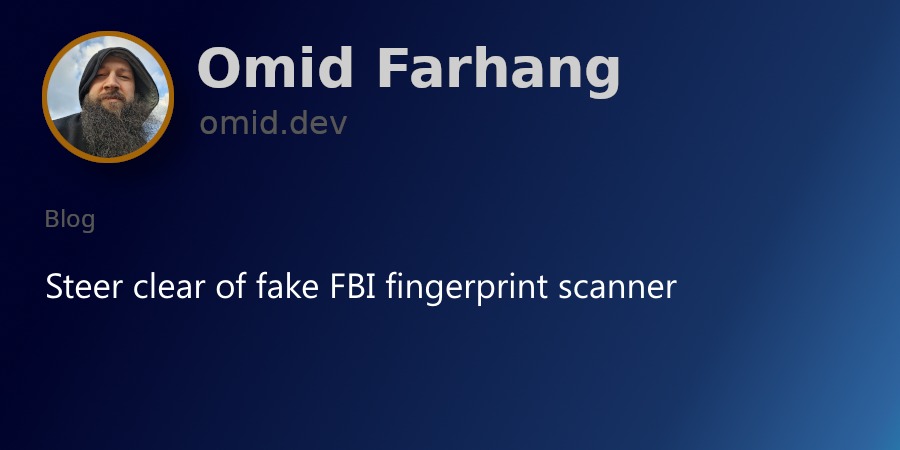 Omid Farhang
omid.dev
Blog
Steer clear of fake FBI fingerprint scanner